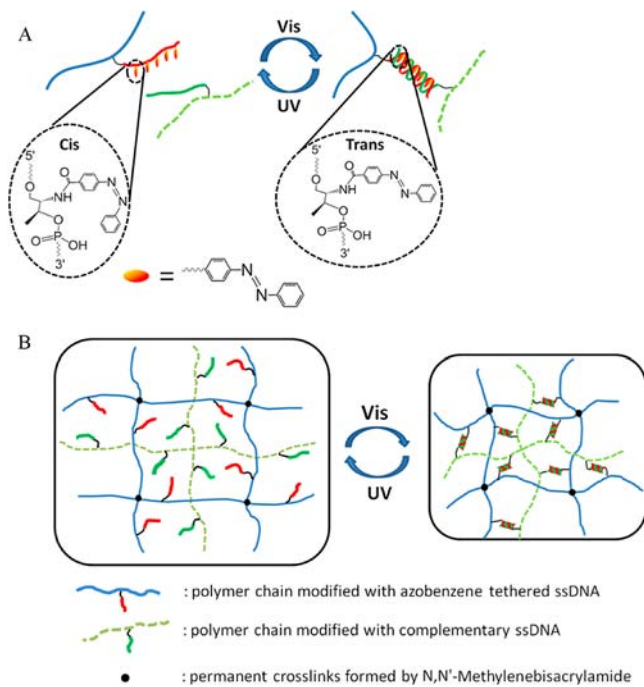 A
Vis
UV
Cis
Trans
5'
O
O
NH
N
N
O
O=P
OH
O
3'
5'
O
O
NH
N
N
O
O=P
OH
O
3'
=
N
N
B
Vis
UV
: polymer chain modified with azobenzene tethered ssDNA
: polymer chain modified with complementary ssDNA
: permanent crosslinks formed by N,N'-Methylenebisacrylamide